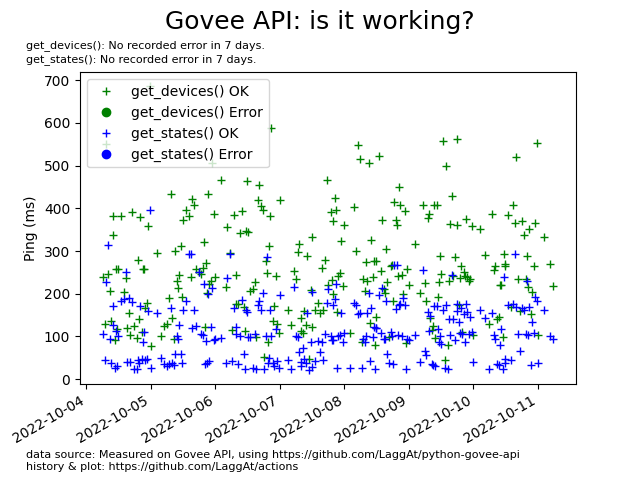 Govee API: is it working?
get_devices(): No recorded error in 7 days.
get_states(): No recorded error in 7 days.
700
600
500
400
300
200
100
0
Ping (ms)
get_devices() OK
get_devices() Error
get_states() OK
get_states() Error
2022-10-04
2022-10-05
2022-10-06
2022-10-07
2022-10-08
2022-10-09
2022-10-10
2022-10-11
data source: Measured on Govee API, using https://github.com/LaggAt/python-govee-api
history & plot: https://github.com/LaggAt/actions